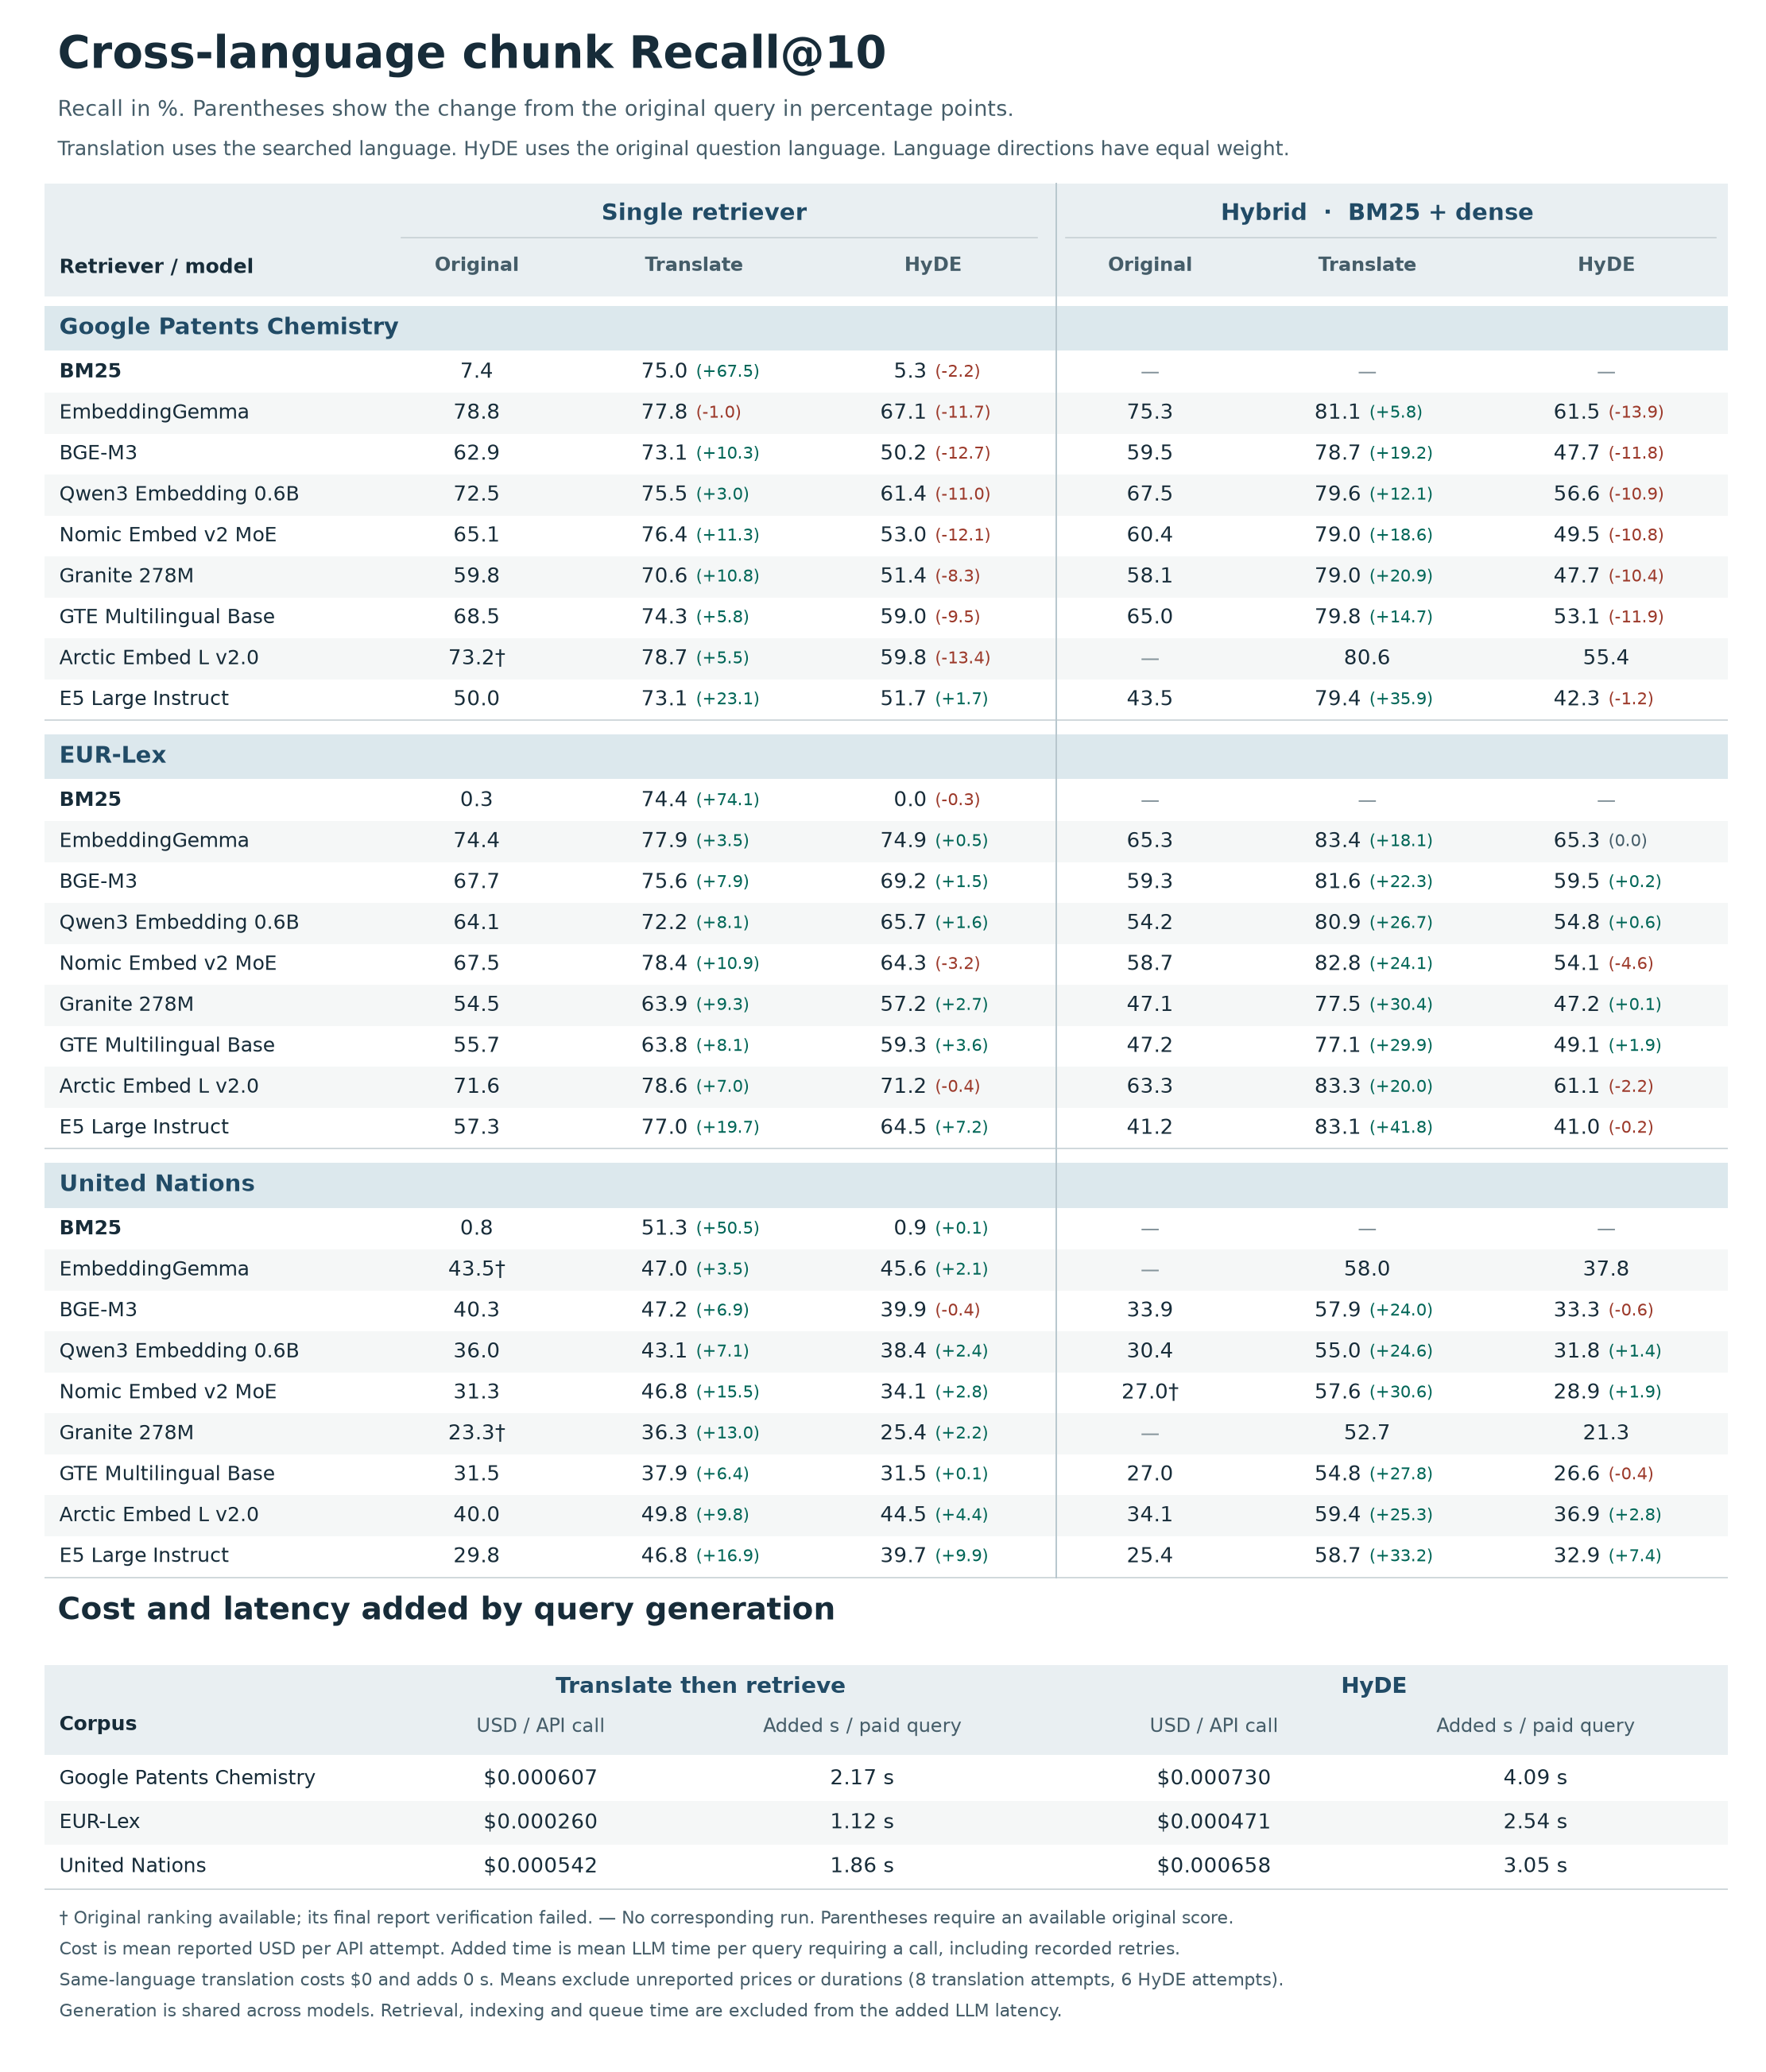 Cross-language chunk Recall@10
Recall in %. Parentheses show the change from the original query in percentage points.
Translation uses the searched language. HyDE uses the original question language. Language directions have equal weight.
Single retriever Hybrid · BM25 + dense
Retriever / model Original Translate HyDE Original Translate HyDE
Google Patents Chemistry
BM25 7.4 75.0 (+67.5) 5.3 (-2.2) — — —
EmbeddingGemma 78.8 77.8 (-1.0) 67.1 (-11.7) 75.3 81.1 (+5.8) 61.5 (-13.9)
BGE-M3 62.9 73.1 (+10.3) 50.2 (-12.7) 59.5 78.7 (+19.2) 47.7 (-11.8)
Qwen3 Embedding 0.6B 72.5 75.5 (+3.0) 61.4 (-11.0) 67.5 79.6 (+12.1) 56.6 (-10.9)
Nomic Embed v2 MoE 65.1 76.4 (+11.3) 53.0 (-12.1) 60.4 79.0 (+18.6) 49.5 (-10.8)
Granite 278M 59.8 70.6 (+10.8) 51.4 (-8.3) 58.1 79.0 (+20.9) 47.7 (-10.4)
GTE Multilingual Base 68.5 74.3 (+5.8) 59.0 (-9.5) 65.0 79.8 (+14.7) 53.1 (-11.9)
Arctic Embed L v2.0 73.2† 78.7 (+5.5) 59.8 (-13.4) — 80.6 55.4
E5 Large Instruct 50.0 73.1 (+23.1) 51.7 (+1.7) 43.5 79.4 (+35.9) 42.3 (-1.2)
EUR-Lex
BM25 0.3 74.4 (+74.1) 0.0 (-0.3) — — —
EmbeddingGemma 74.4 77.9 (+3.5) 74.9 (+0.5) 65.3 83.4 (+18.1) 65.3 (0.0)
BGE-M3 67.7 75.6 (+7.9) 69.2 (+1.5) 59.3 81.6 (+22.3) 59.5 (+0.2)
Qwen3 Embedding 0.6B 64.1 72.2 (+8.1) 65.7 (+1.6) 54.2 80.9 (+26.7) 54.8 (+0.6)
Nomic Embed v2 MoE 67.5 78.4 (+10.9) 64.3 (-3.2) 58.7 82.8 (+24.1) 54.1 (-4.6)
Granite 278M 54.5 63.9 (+9.3) 57.2 (+2.7) 47.1 77.5 (+30.4) 47.2 (+0.1)
GTE Multilingual Base 55.7 63.8 (+8.1) 59.3 (+3.6) 47.2 77.1 (+29.9) 49.1 (+1.9)
Arctic Embed L v2.0 71.6 78.6 (+7.0) 71.2 (-0.4) 63.3 83.3 (+20.0) 61.1 (-2.2)
E5 Large Instruct 57.3 77.0 (+19.7) 64.5 (+7.2) 41.2 83.1 (+41.8) 41.0 (-0.2)
United Nations
BM25 0.8 51.3 (+50.5) 0.9 (+0.1) — — —
EmbeddingGemma 43.5† 47.0 (+3.5) 45.6 (+2.1) — 58.0 37.8
BGE-M3 40.3 47.2 (+6.9) 39.9 (-0.4) 33.9 57.9 (+24.0) 33.3 (-0.6)
Qwen3 Embedding 0.6B 36.0 43.1 (+7.1) 38.4 (+2.4) 30.4 55.0 (+24.6) 31.8 (+1.4)
Nomic Embed v2 MoE 31.3 46.8 (+15.5) 34.1 (+2.8) 27.0† 57.6 (+30.6) 28.9 (+1.9)
Granite 278M 23.3† 36.3 (+13.0) 25.4 (+2.2) — 52.7 21.3
GTE Multilingual Base 31.5 37.9 (+6.4) 31.5 (+0.1) 27.0 54.8 (+27.8) 26.6 (-0.4)
Arctic Embed L v2.0 40.0 49.8 (+9.8) 44.5 (+4.4) 34.1 59.4 (+25.3) 36.9 (+2.8)
E5 Large Instruct 29.8 46.8 (+16.9) 39.7 (+9.9) 25.4 58.7 (+33.2) 32.9 (+7.4)
Cost and latency added by query generation
Translate then retrieve HyDE
Corpus USD / API call Added s / paid query USD / API call Added s / paid query
Google Patents Chemistry $0.000607 2.17 s $0.000730 4.09 s
EUR-Lex $0.000260 1.12 s $0.000471 2.54 s
United Nations $0.000542 1.86 s $0.000658 3.05 s
† Original ranking available; its final report verification failed. — No corresponding run. Parentheses require an available original score.
Cost is mean reported USD per API attempt. Added time is mean LLM time per query requiring a call, including recorded retries.
Same-language translation costs $0 and adds 0 s. Means exclude unreported prices or durations (8 translation attempts, 6 HyDE attempts).
Generation is shared across models. Retrieval, indexing and queue time are excluded from the added LLM latency.